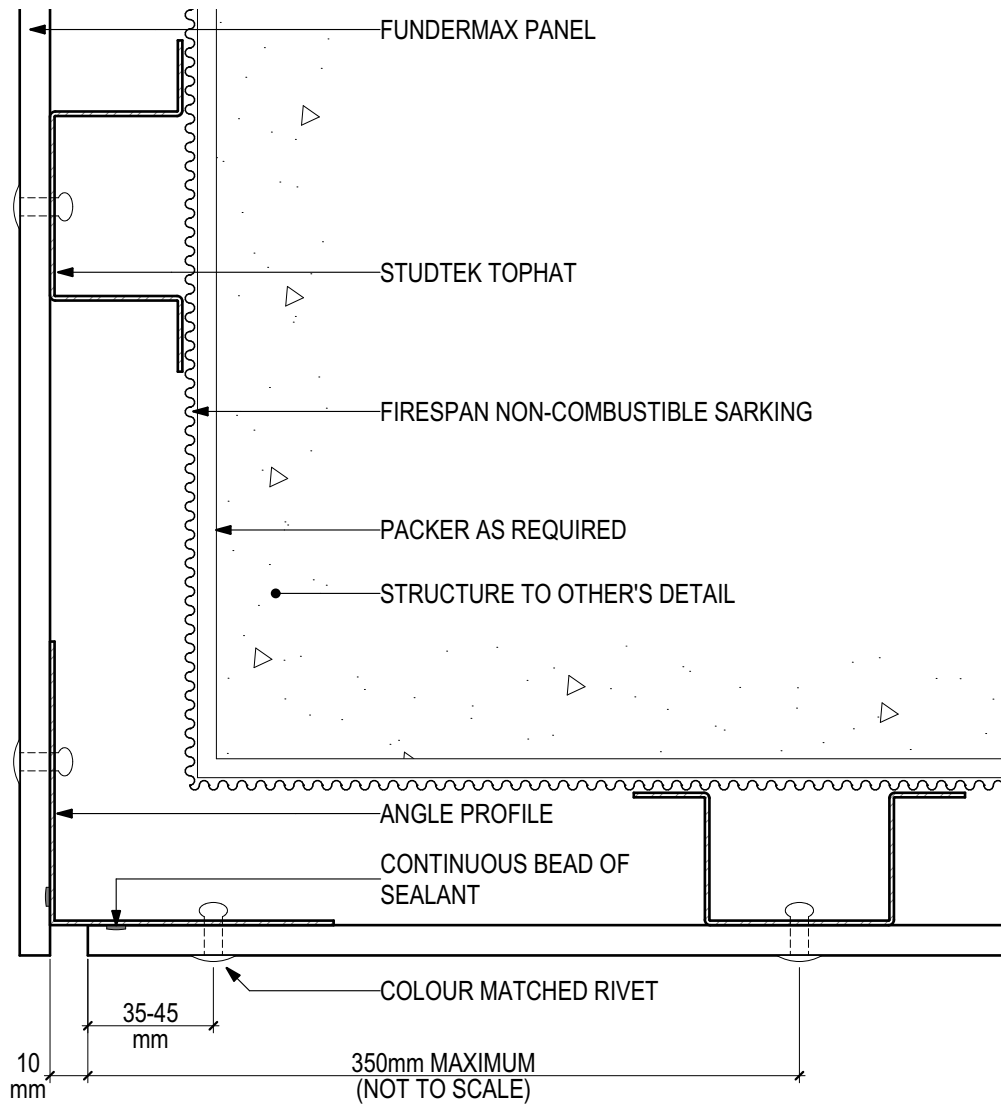 FUNDERMAX PANEL
STUDTEK TOPHAT
FIRESPAN NON-COMBUSTIBLE SARKING
PACKER AS REQUIRED
STRUCTURE TO OTHER'S DETAIL
ANGLE PROFILE
CONTINUOUS BEAD OF
SEALANT
COLOUR MATCHED RIVET
35-45
mm
10
mm
350mm MAXIMUM
(NOT TO SCALE)